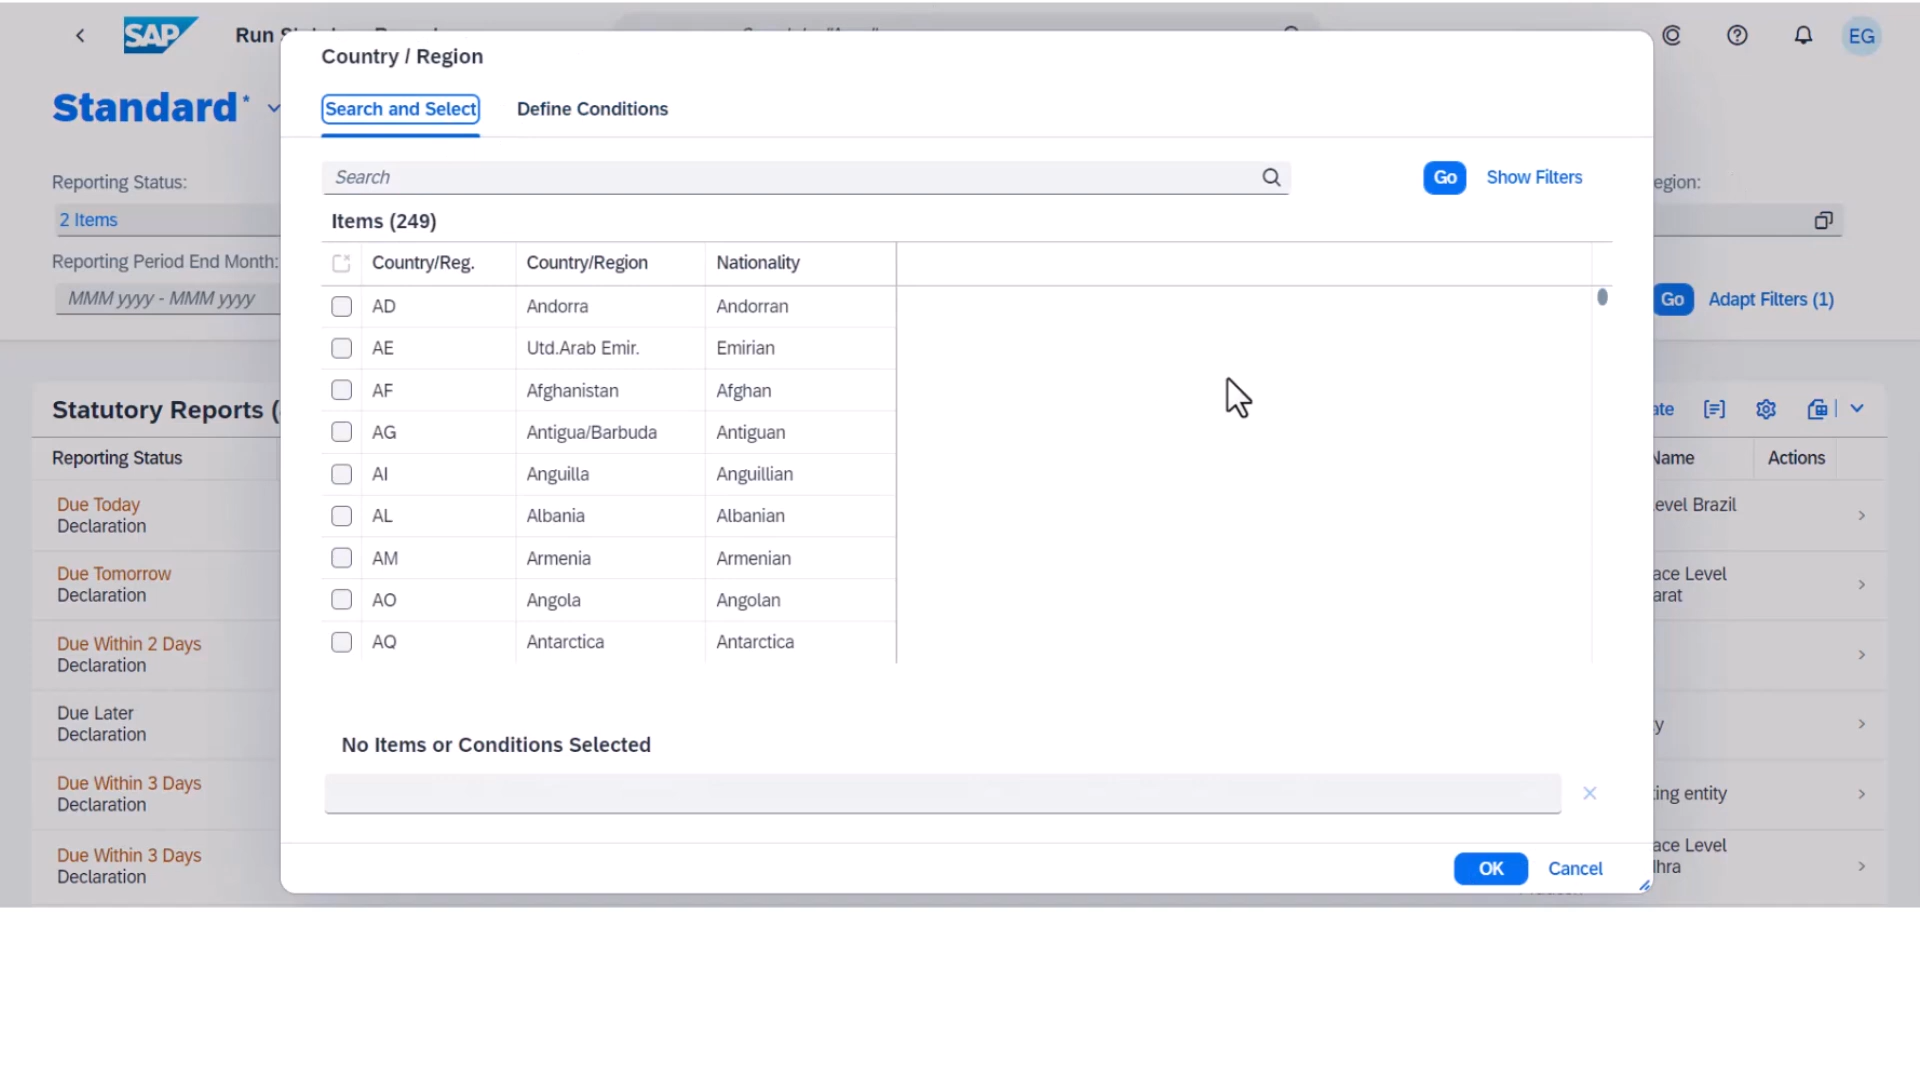 SAP
Run
EG
Country / Region
Standard*
Search and Select
Define Conditions
Reporting Status:
Search
Go
Show Filters
egion:
2 Items
Items (249)
Reporting Period End Month:
Country/Reg.
Country/Region
Nationality
MMM yyyy - MMM yyyy
Go
Adapt Filters (1)
AD
Andorra
Andorran
AE
Utd.Arab Emir.
Emirian
AF
Afghanistan
Afghan
Statutory Reports (
ate
AG
Antigua/Barbuda
Antiguan
Reporting Status
Name
Actions
AI
Anguilla
Anguillian
Due Today
Declaration
evel Brazil
AL
Albania
Albanian
AM
Armenia
Armenian
Due Tomorrow
Declaration
ace Level
arat
AO
Angola
Angolan
AQ
Antarctica
Antarctica
Due Within 2 Days
Declaration
Due Later
Declaration
y
No Items or Conditions Selected
Due Within 3 Days
Declaration
ing entity
Due Within 3 Days
Declaration
ace Level
hra
OK
Cancel